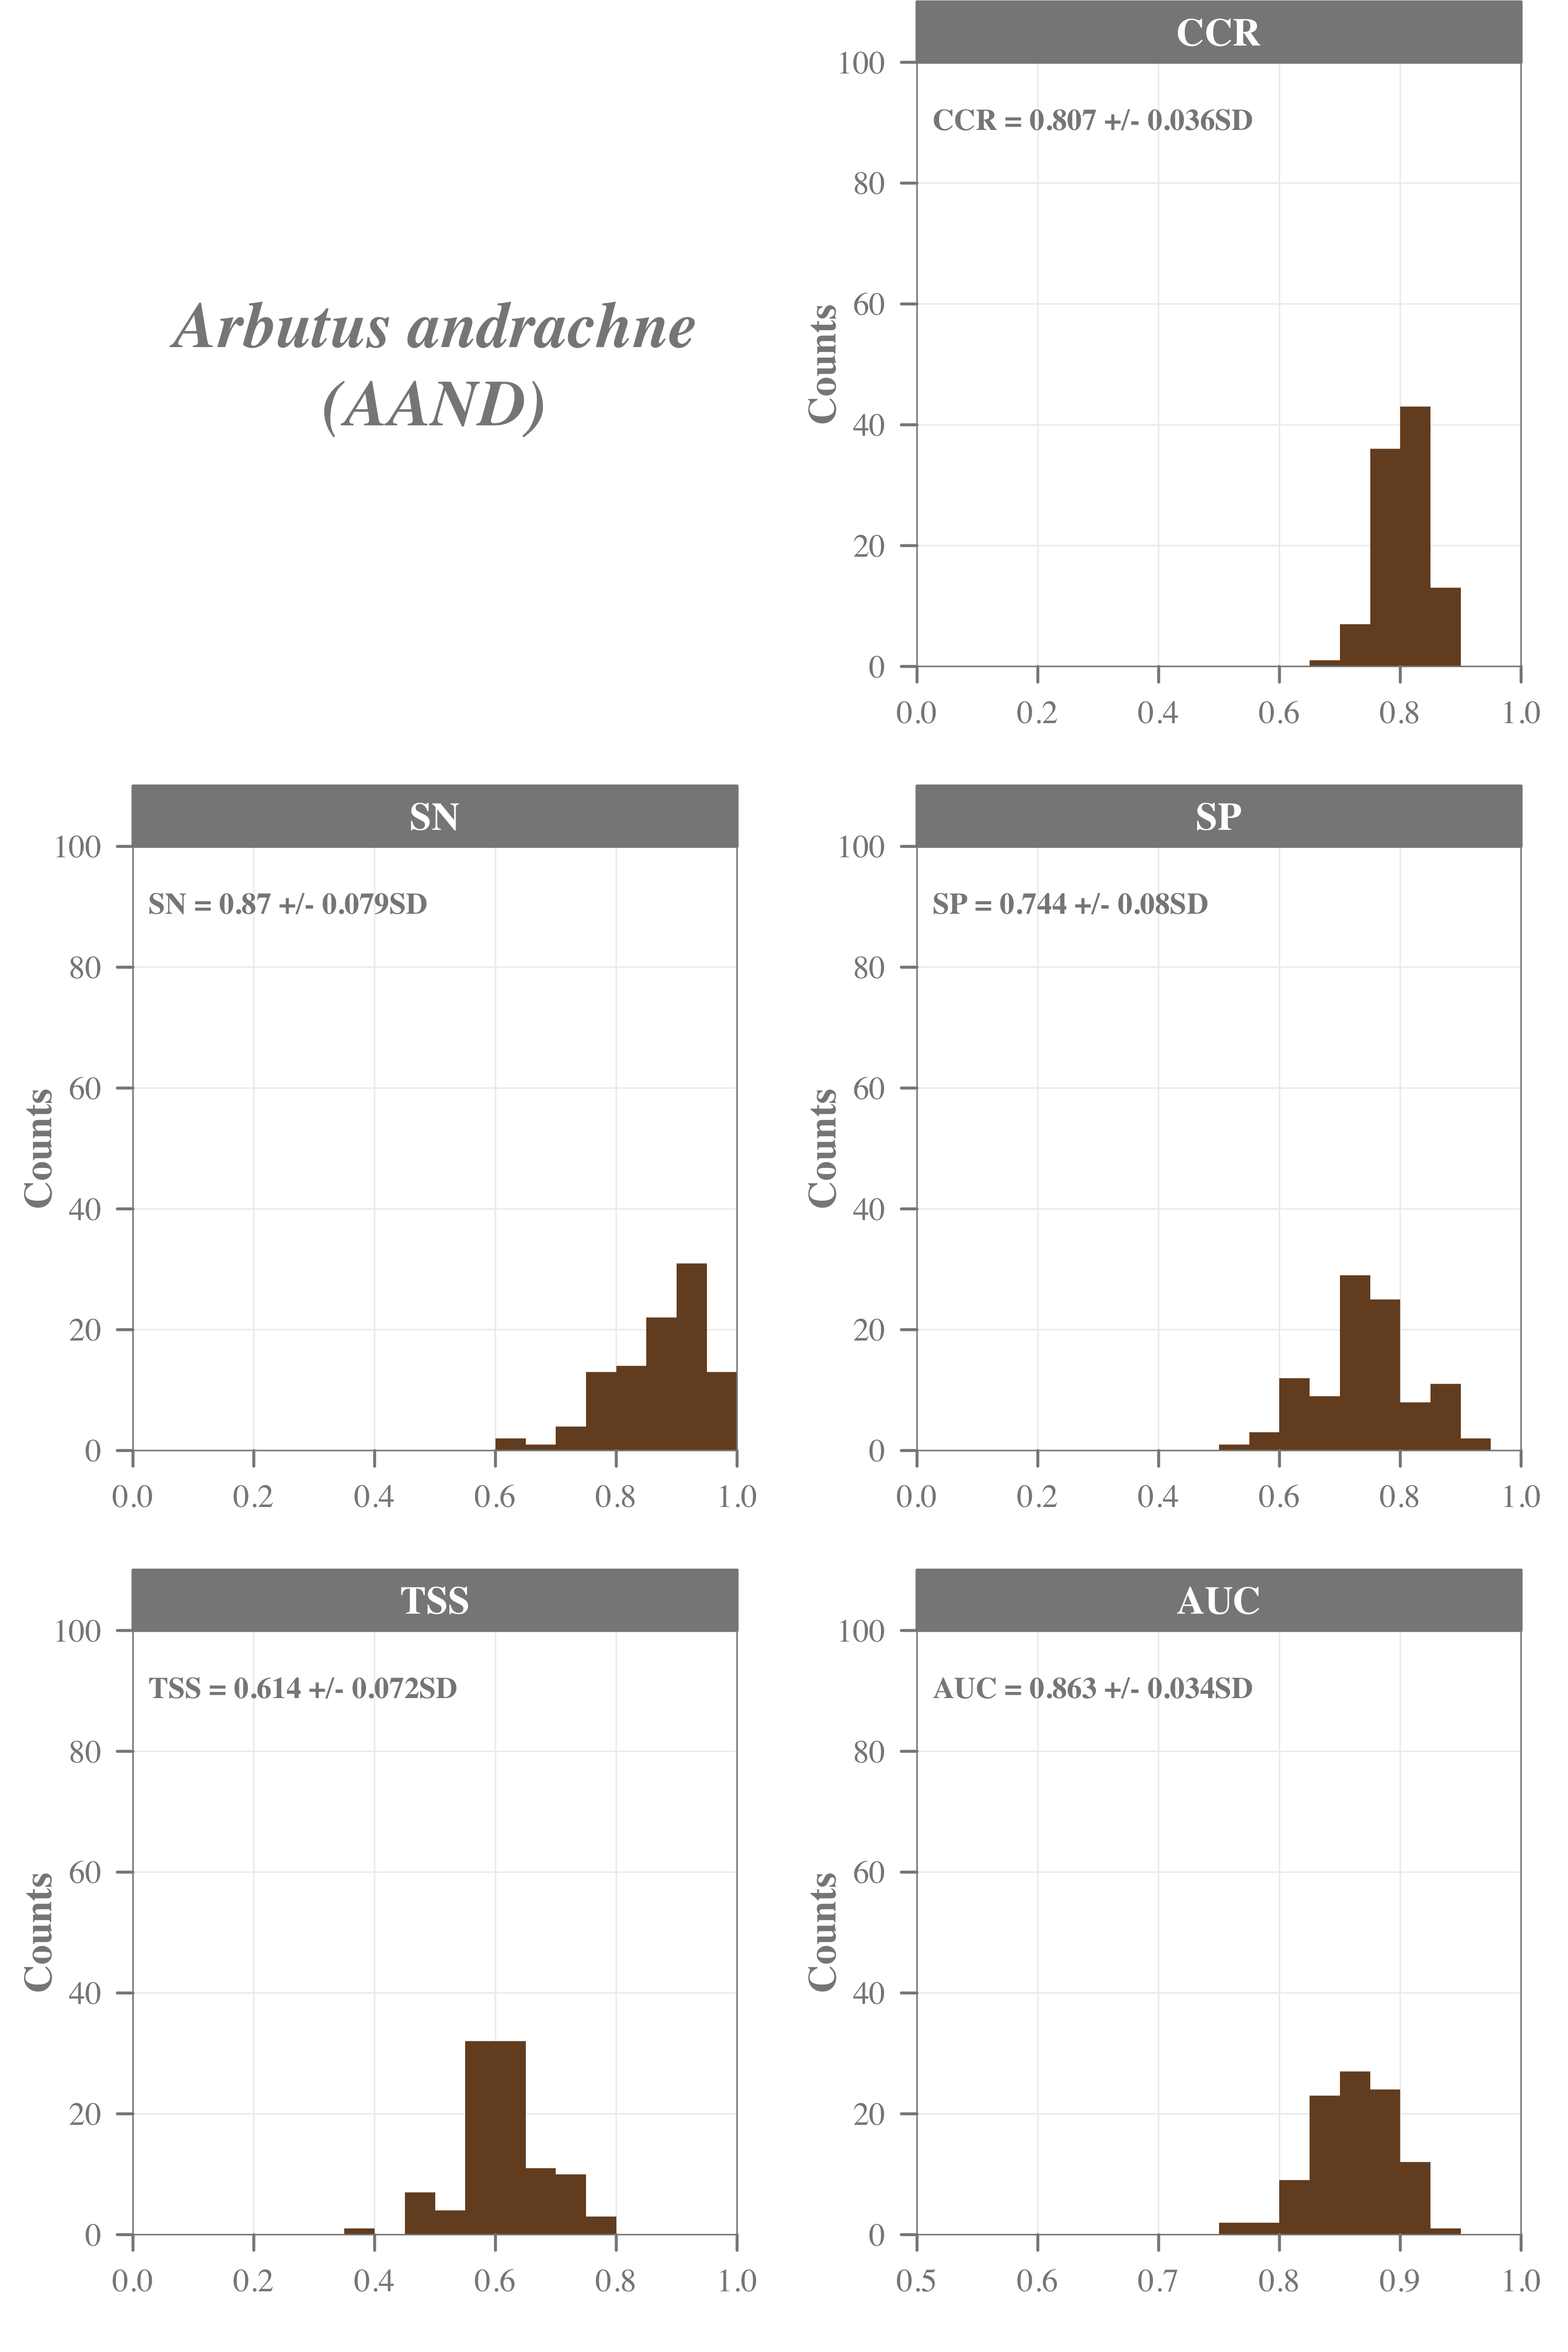 Arbutus andrachne
(AAND)
CCR
CCR = 0.807 +/- 0.036SD
Counts
100
80
60
40
20
0
0.0 0.2 0.4 0.6 0.8 1.0
SN
SN = 0.87 +/- 0.079SD
Counts
100
80
60
40
20
0
0.0 0.2 0.4 0.6 0.8 1.0
SP
SP = 0.744 +/- 0.08SD
Counts
100
80
60
40
20
0
0.0 0.2 0.4 0.6 0.8 1.0
TSS
TSS = 0.614 +/- 0.072SD
Counts
100
80
60
40
20
0
0.0 0.2 0.4 0.6 0.8 1.0
AUC
AUC = 0.863 +/- 0.034SD
Counts
100
80
60
40
20
0
0.5 0.6 0.7 0.8 0.9 1.0